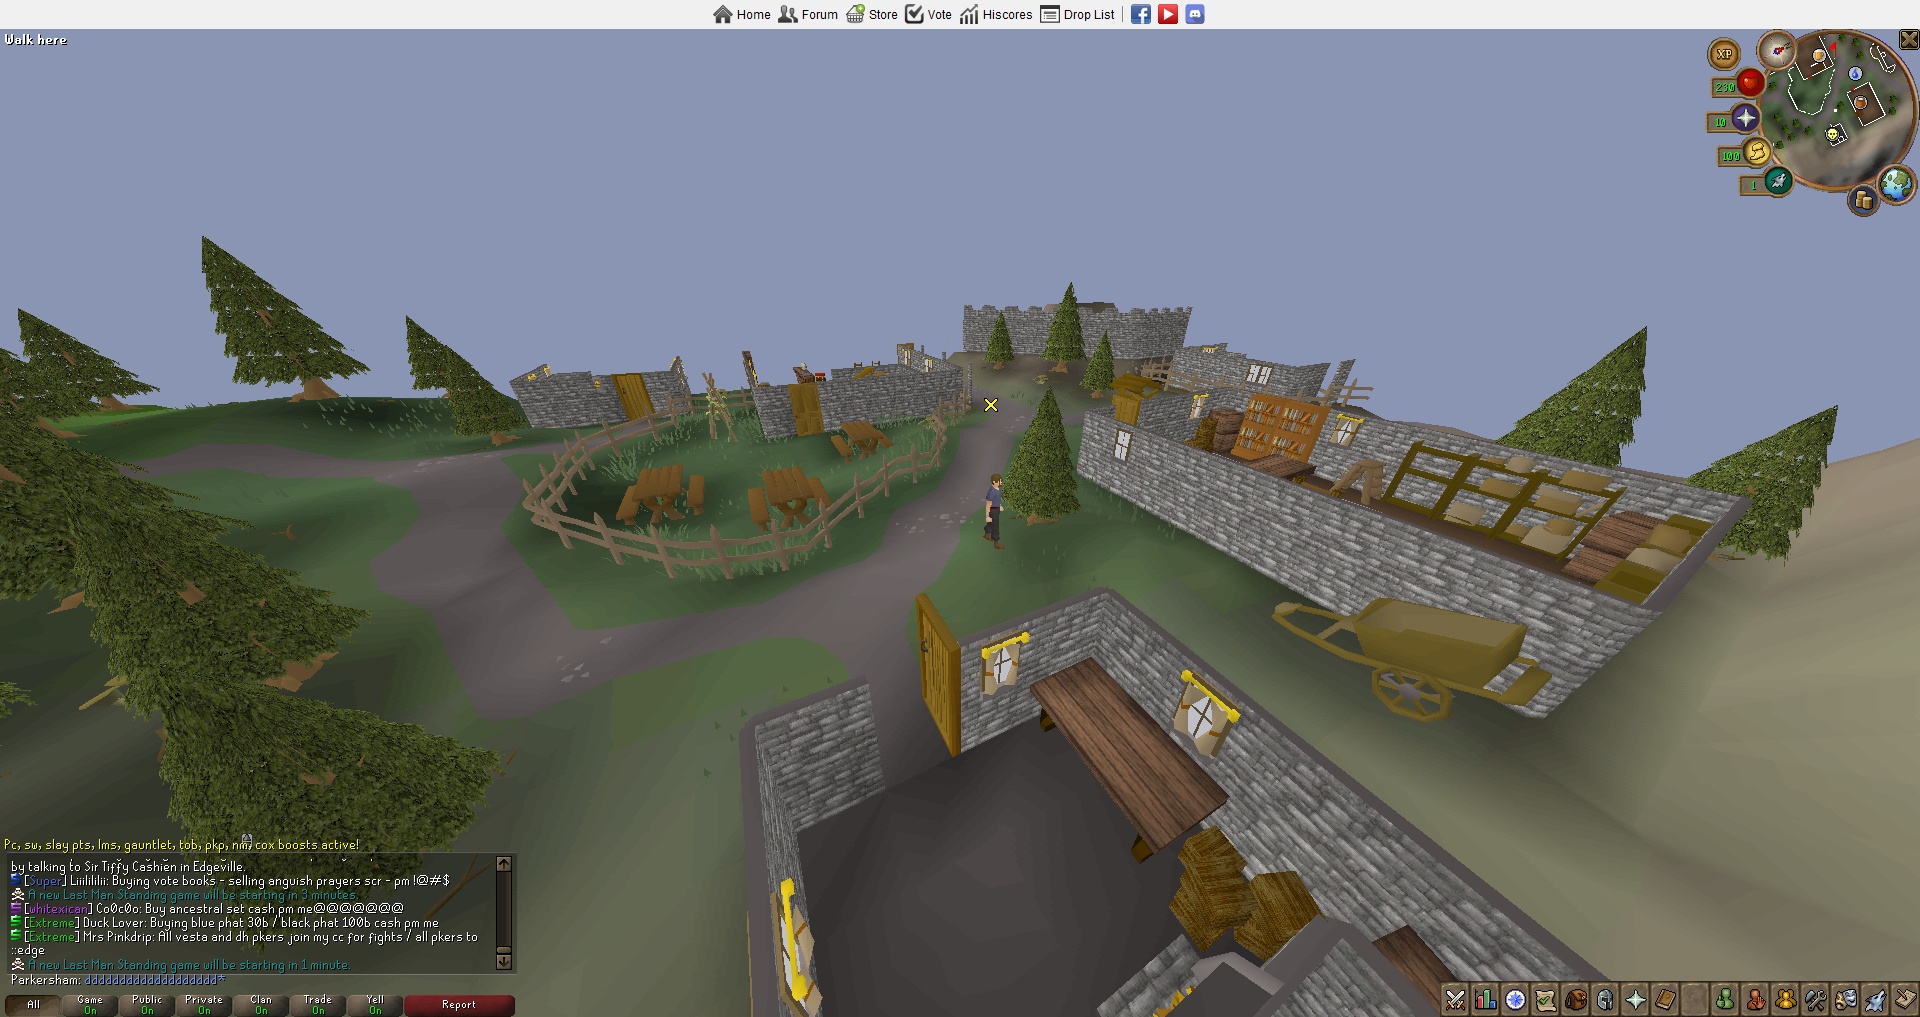 Home Forum Store Vote Hiscores Drop List
Walk here
XP
230
10
100
1
Pc, sw, slay pts, lms, gauntlet, tob, pkp, nm, cox boosts active!
by talking to Sir Tiffy Cashien in Edgeville.
[Super] Liiilililii: Buying vote books - selling anguish prayers scr - pm !@#$
A new Last Man Standing game will be starting in 3 minutes.
[whitexican] Co0c0o: Buy ancestral set cash pm me@@@@@@@
[Extreme] Duck Lover: Buying blue phat 30b / black phat 100b cash pm me
[Extreme] Mrs Pinkdrip: All vesta and dh pkers join my cc for fights / all pkers to
::edge
A new Last Man Standing game will be starting in 1 minute.
Parkersham: ddddddddddddddddddd*
All Game Public Private Clan Trade Yell Report
On On On On On On